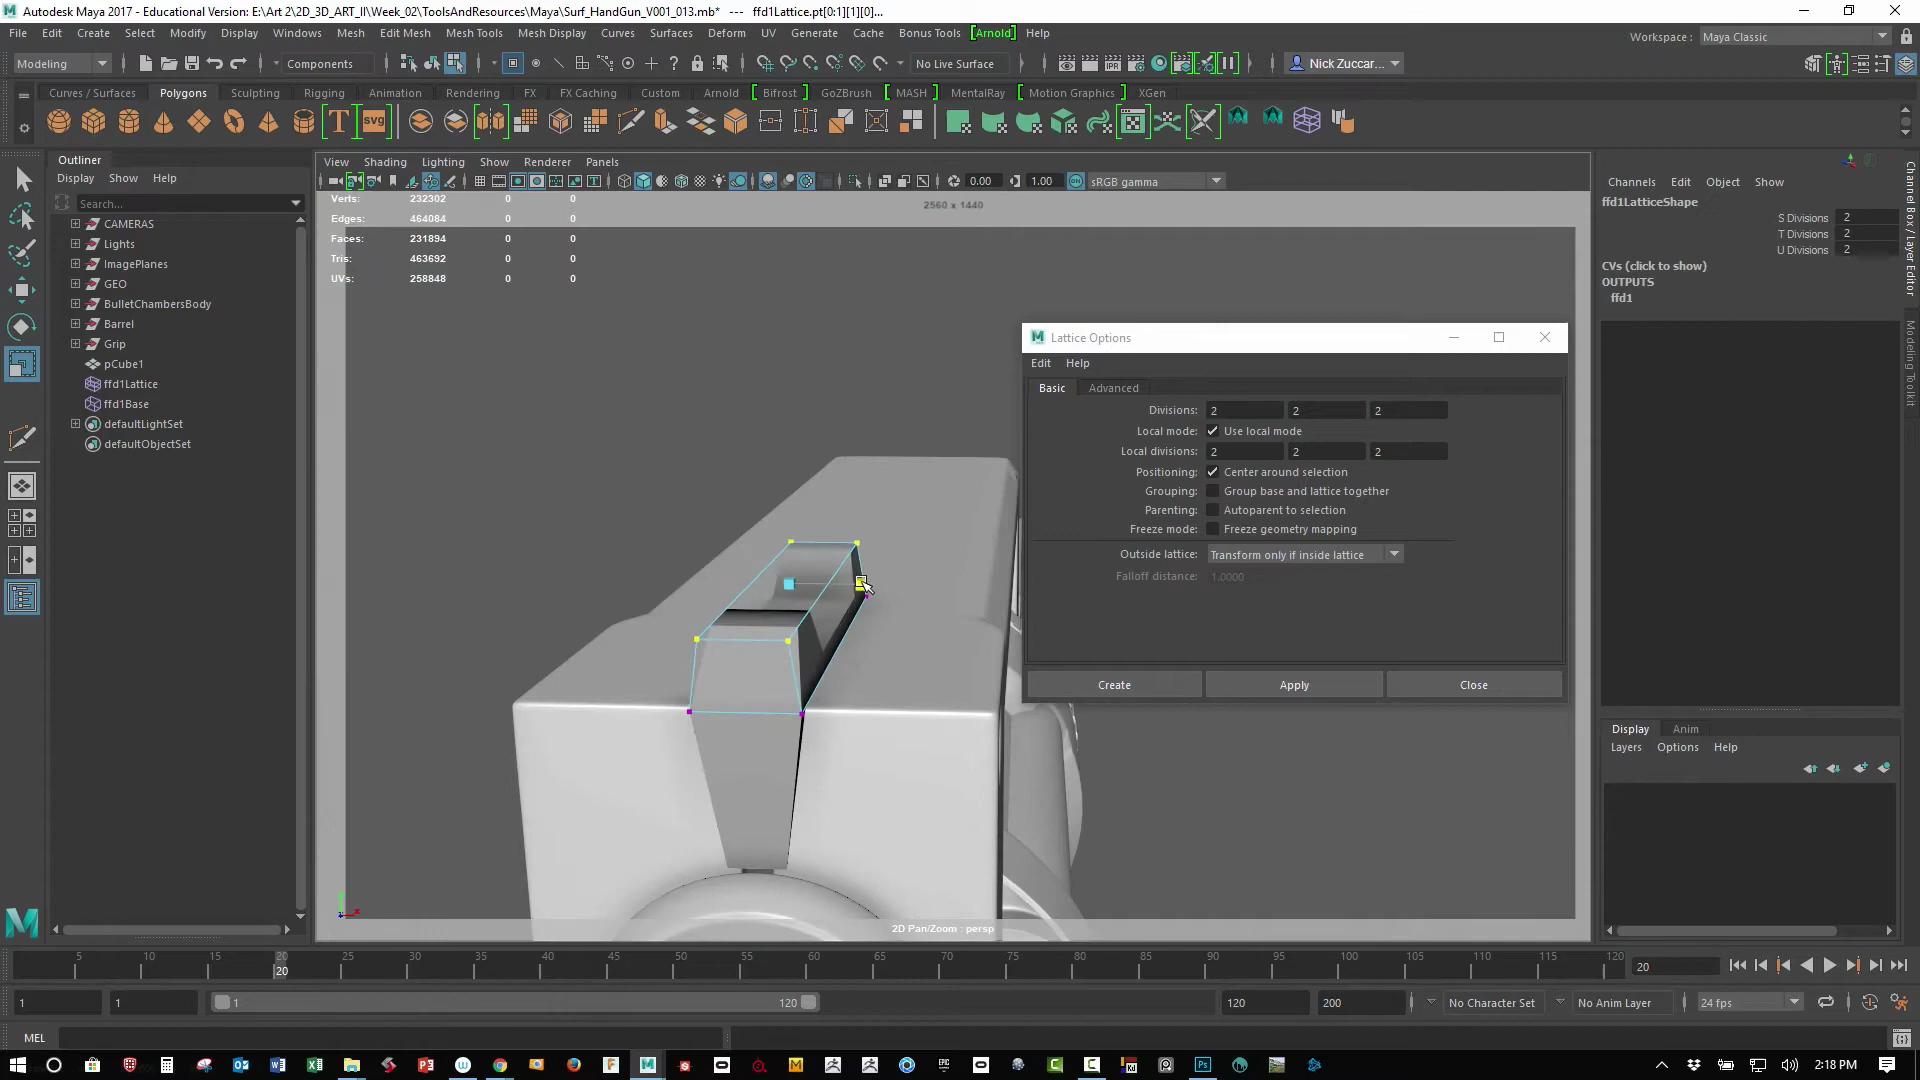 Autodesk Maya 2017 - Educational Version: E:\Art 2\2D_3D_ART_II\Week_02\ToolsAndResources\Maya\Surf_HandGun_V001_013.mb* --- ffd1Lattice.pt[0:1][1][0]...
File Edit Create Select Modify Display Windows Mesh Edit Mesh Mesh Tools Mesh Display Curves Surfaces Deform UV Generate Cache Bonus Tools [Arnold] Help Workspace : Maya Classic
Modeling Components No Live Surface Nick Zuccar...
Curves / Surfaces Polygons Sculpting Rigging Animation Rendering FX FX Caching Custom Arnold Bifrost GoZBrush MASH MentalRay Motion Graphics XGen
T svg
Outliner
Display Show Help
Search...
CAMERAS
Lights
ImagePlanes
GEO
BulletChambersBody
Barrel
Grip
pCube1
ffd1Lattice
ffd1Base
defaultLightSet
defaultObjectSet
View Shading Lighting Show Renderer Panels
0.00 1.00 sRGB gamma
Verts: 232302 0 0
Edges: 464084 0 0
Faces: 231894 0 0
Tris: 463692 0 0
UVs: 258848 0 0
2560 x 1440
2D Pan/Zoom : persp
Lattice Options
Edit Help
Basic Advanced
Divisions: 2 2 2
Local mode: Use local mode
Local divisions: 2 2 2
Positioning: Center around selection
Grouping: Group base and lattice together
Parenting: Autoparent to selection
Freeze mode: Freeze geometry mapping
Outside lattice: Transform only if inside lattice
Falloff distance: 1.0000
Create Apply Close
Channels Edit Object Show
ffd1LatticeShape
S Divisions 2
T Divisions 2
U Divisions 2
CVs (click to show)
OUTPUTS
ffd1
Channel Box / Layer Editor
Modeling Toolkit
Display Anim
Layers Options Help
5 10 15 20 25 30 35 40 45 50 55 60 65 70 75 80 85 90 95 100 105 110 115 120
20 20
1 1 1 120 120 200 No Character Set No Anim Layer 24 fps
MEL
2:18 PM